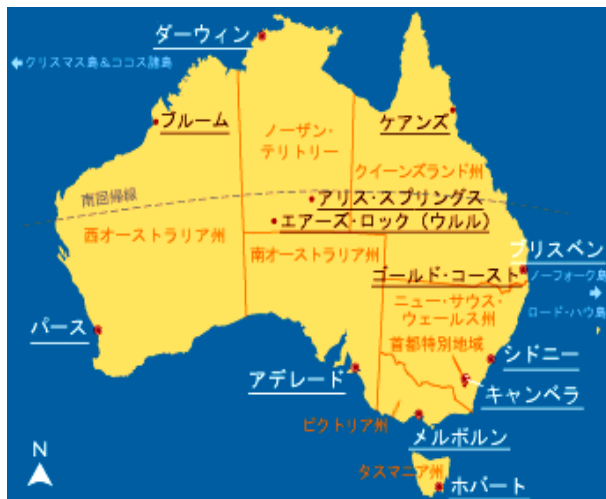 ダーウィン
クリスマス島&ココス諸島
ブルーム
ノーザン・
テリトリー
ケアンズ
クイーンズランド州
南回帰線
アリス・スプリングス
エアーズ・ロック(ウルル)
西オーストラリア州
南オーストラリア州
ブリスベン
ゴールド・コースト
ノーフォーク島
ニュー・サウス・
ウェールス州
ロード・ハウ島
パース
首都特別地域
シドニー
アデレード
キャンベラ
ビクトリア州
メルボルン
N
タスマニア州
ホバート